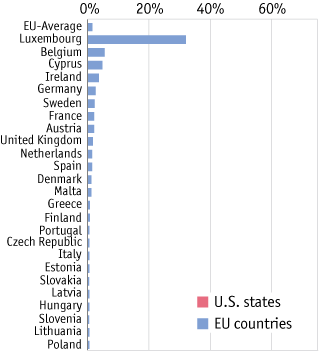 0% 20% 40% 60%
EU-Average
Luxembourg
Belgium
Cyprus
Ireland
Germany
Sweden
France
Austria
United Kingdom
Netherlands
Spain
Denmark
Malta
Greece
Finland
Portugal
Czech Republic
Italy
Estonia
Slovakia
Latvia
U.S. states
Hungary
Slovenia
EU countries
Lithuania
Poland